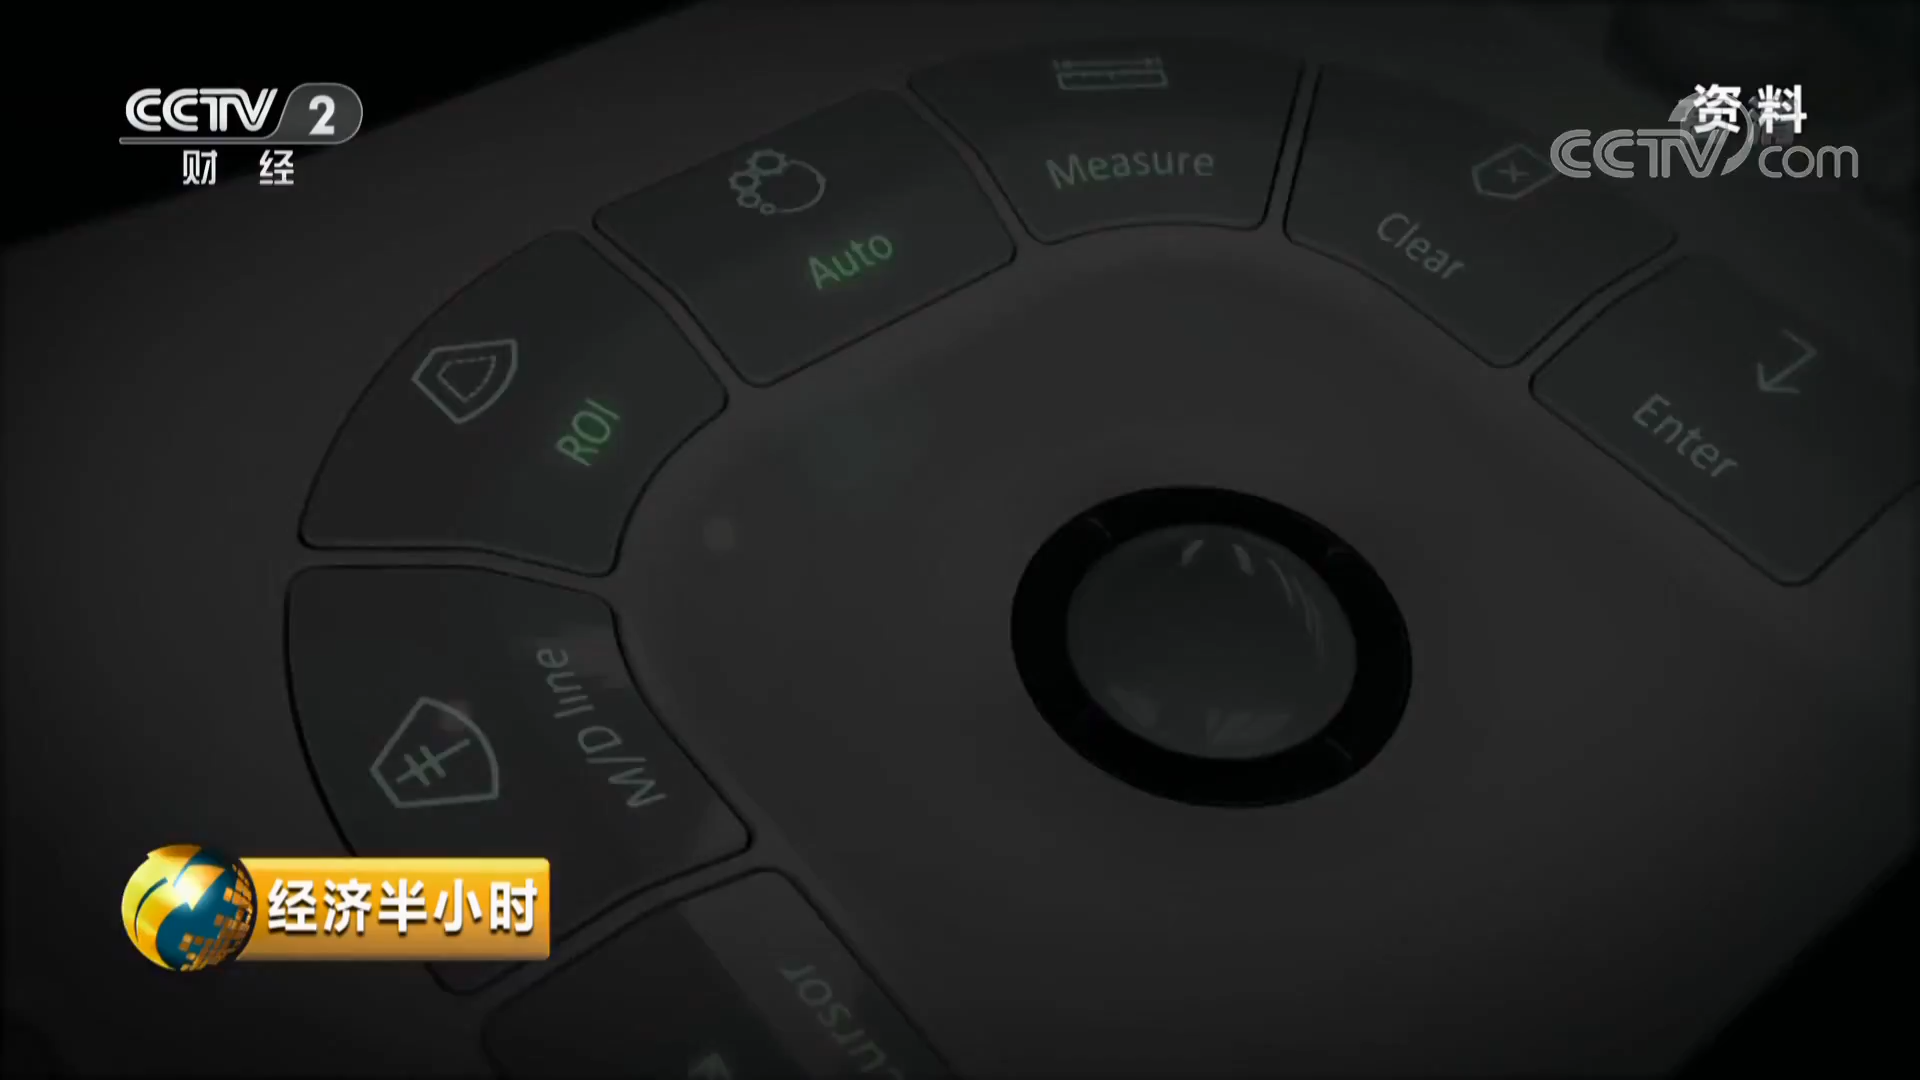 CCTV 2
财 经
资料
CCTV.com
Measure
Auto
Clear
ROI
Enter
M/D line
cursor
经济半小时